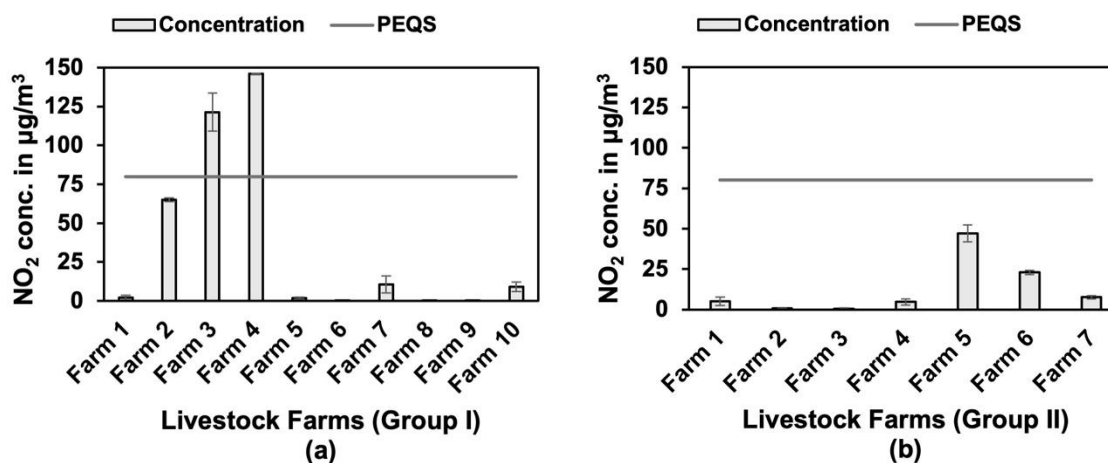 Concentration PEQS
NO₂ conc. in µg/m³
150
125
100
75
50
25
0
Farm 1
Farm 2
Farm 3
Farm 4
Farm 5
Farm 6
Farm 7
Farm 8
Farm 9
Farm 10
Livestock Farms (Group I)
(a)
Concentration PEQS
NO₂ conc. in µg/m³
150
125
100
75
50
25
0
Farm 1
Farm 2
Farm 3
Farm 4
Farm 5
Farm 6
Farm 7
Livestock Farms (Group II)
(b)